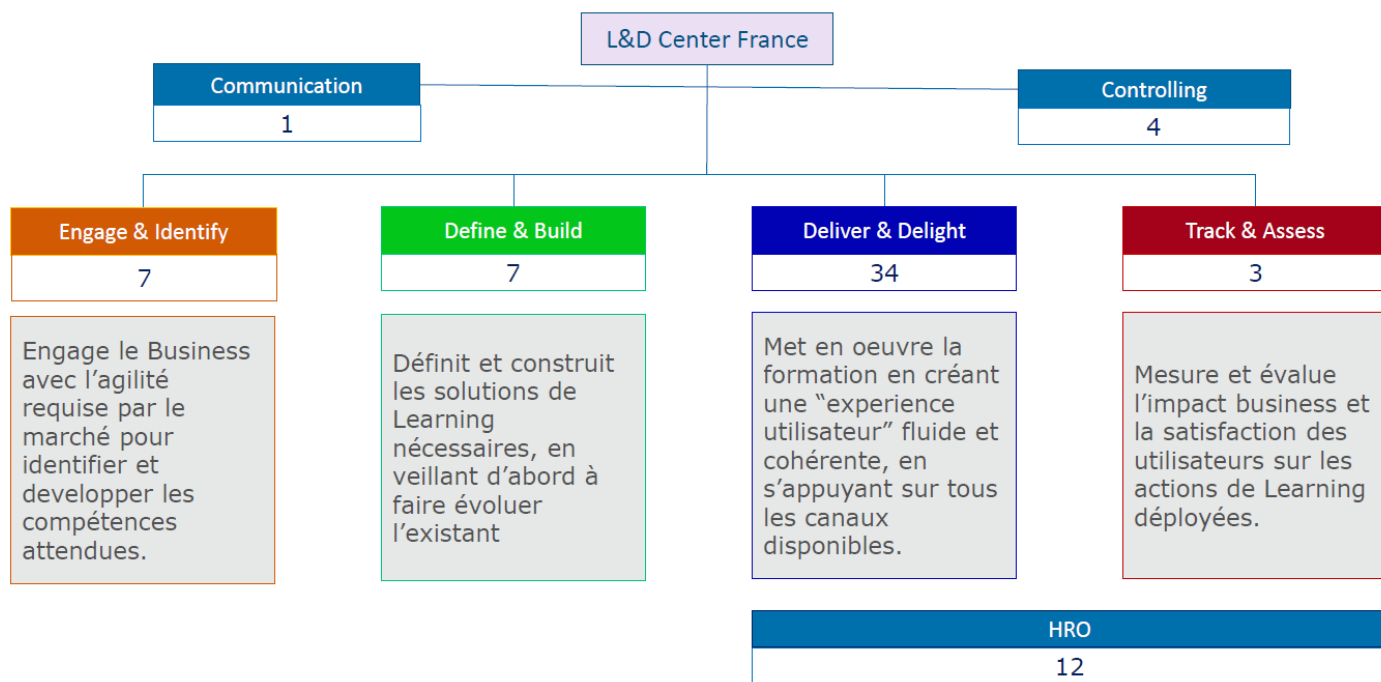 L&D Center France
Communication
1
Controlling
4
Engage & Identify
7
Engage le Business
avec l’agilité
requise par le
marché pour
identifier et
developper les
compétences
attendues.
Define & Build
7
Définit et construit
les solutions de
Learning
nécessaires, en
veillant d’abord à
faire évoluer
l’existant
Deliver & Delight
34
Met en oeuvre la
formation en créant
une “experience
utilisateur” fluide et
cohérente, en
s’appuyant sur tous
les canaux
disponibles.
Track & Assess
3
Mesure et évalue
l’impact business et
la satisfaction des
utilisateurs sur les
actions de Learning
déployées.
HRO
12